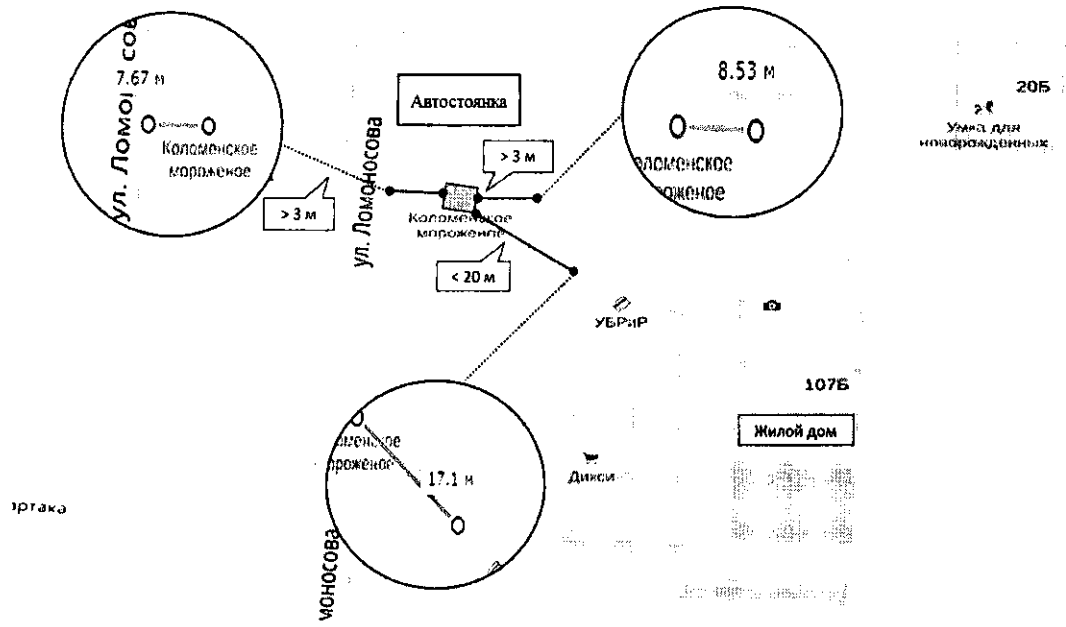 ул. Ломоносова
7.67 м
Коломенское
мороженое
> 3 м
Автостоянка
ул. Ломоносова
> 3 м
Коломенское
мороженое
< 20 м
8.53 м
оломенское
роженое
20Б
Умка для
новорожденных
УБРиР
107Б
Жилой дом
Дикси
оменское
роженое
17.1 м
моносова
ртака